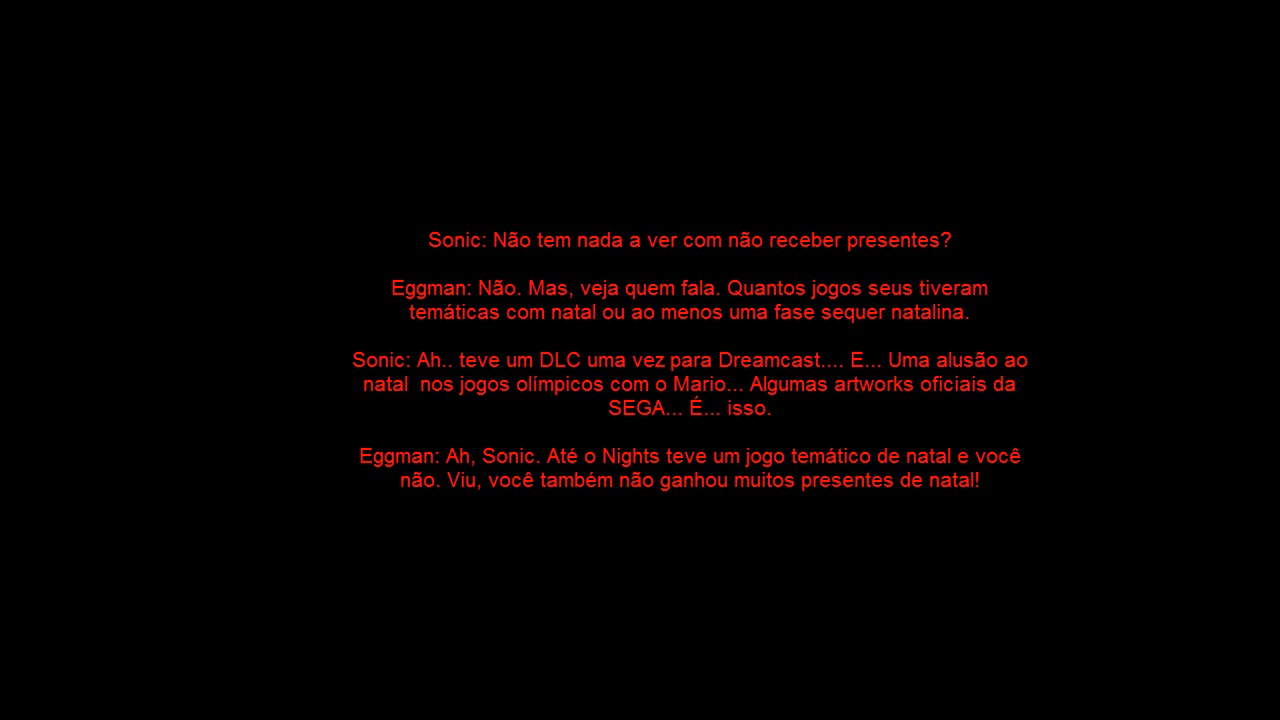 Sonic: Não tem nada a ver com não receber presentes?
Eggman: Não. Mas, veja quem fala. Quantos jogos seus tiveram
temáticas com natal ou ao menos uma fase sequer natalina.
Sonic: Ah.. teve um DLC uma vez para Dreamcast.... E... Uma alusão ao
natal  nos jogos olímpicos com o Mario... Algumas artworks oficiais da
SEGA... É... isso.
Eggman: Ah, Sonic. Até o Nights teve um jogo temático de natal e você
não. Viu, você também não ganhou muitos presentes de natal!